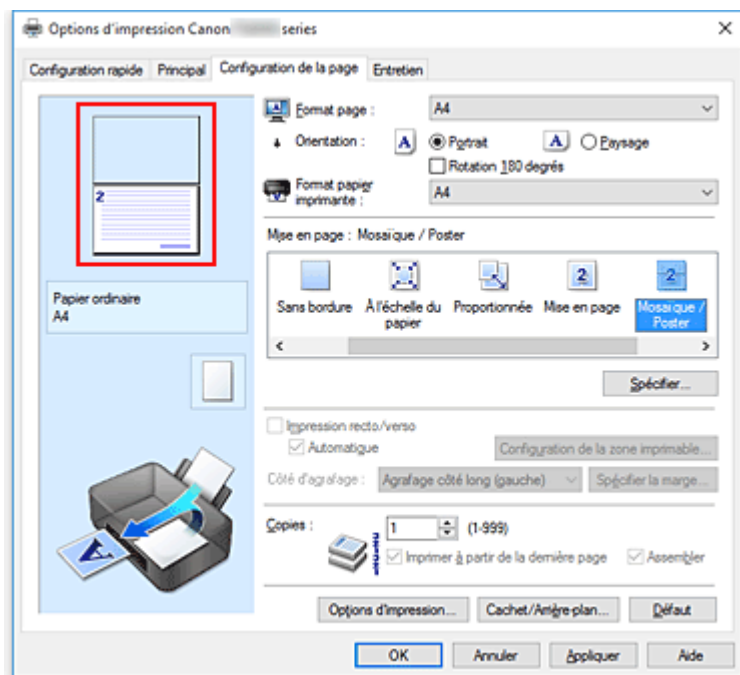 Options d'impression Canon series
Configuration rapide Principal Configuration de la page Entretien
Format page : A4
Orientation : A Portrait A Paysage
Rotation 180 degrés
Format papier imprimante : A4
2
Mise en page : Mosaïque / Poster
2 2
Sans bordure À l'échelle du papier Proportionnée Mise en page Mosaïque / Poster
Papier ordinaire
A4
Spécifier...
Impression recto/verso
Automatique Configuration de la zone imprimable...
Côté d'agrafage : Agrafage côté long (gauche) Spécifier la marge...
Copies : 1 (1-999)
Imprimer à partir de la dernière page Assembler
A
Options d'impression... Cachet/Arrière-plan... Défaut
OK Annuler Appliquer Aide